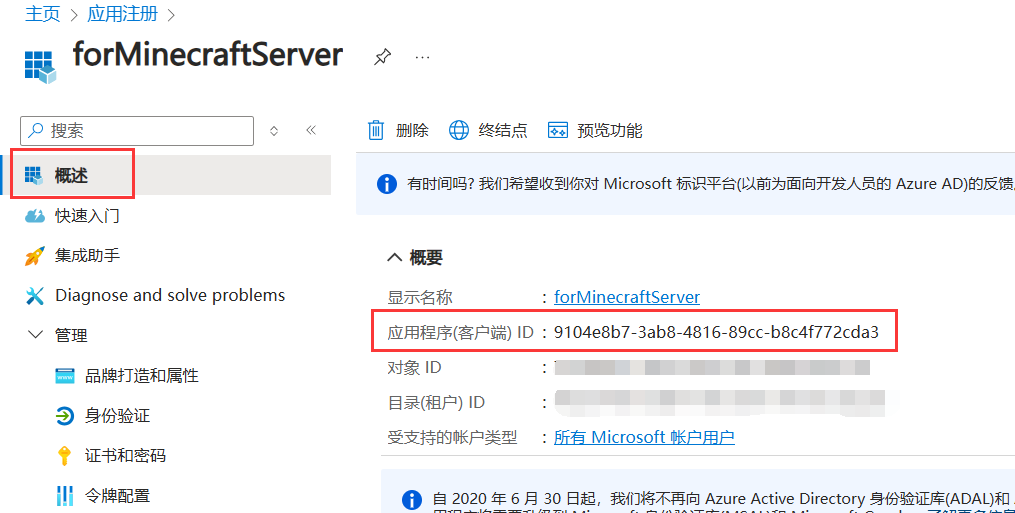 主页 > 应用注册 >
forMinecraftServer
搜索
删除 终结点 预览功能
概述
有时间吗? 我们希望收到你对 Microsoft 标识平台(以前为面向开发人员的 Azure AD)的反馈。
快速入门
集成助手
Diagnose and solve problems
管理
品牌打造和属性
身份验证
证书和密码
令牌配置
概要
显示名称 : forMinecraftServer
应用程序(客户端) ID : 9104e8b7-3ab8-4816-89cc-b8c4f772cda3
对象 ID :
目录(租户) ID :
受支持的帐户类型 : 所有 Microsoft 帐户用户
自 2020 年 6 月 30 日起，我们将不再向 Azure Active Directory 身份验证库(ADAL)和